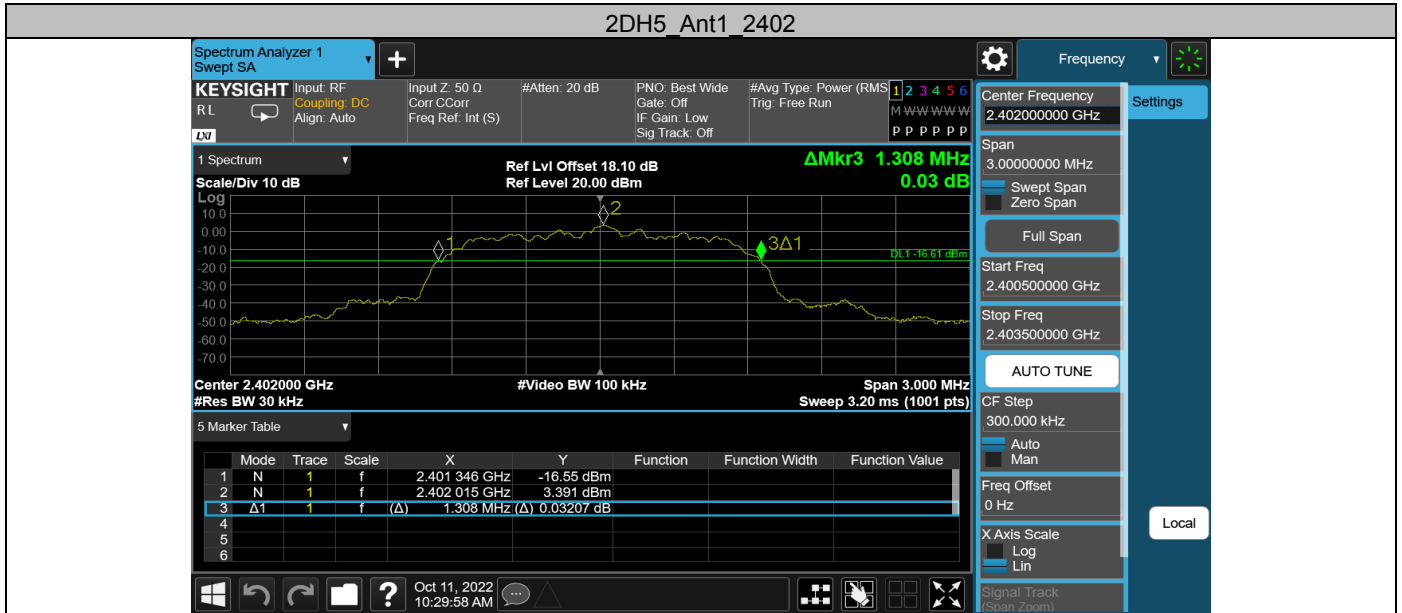 2DH5_Ant1_2402
Spectrum Analyzer 1
Swept SA
Frequency
KEYSIGHT
RL
LXI
Input: RF
Coupling: DC
Align: Auto
Input Z: 50 Ω
Corr CCorr
Freq Ref: Int (S)
#Atten: 20 dB
PNO: Best Wide
Gate: Off
IF Gain: Low
Sig Track: Off
#Avg Type: Power (RMS
Trig: Free Run
1 2 3 4 5 6
M W W W W W
P P P P P P
1 Spectrum
Scale/Div 10 dB
Ref Lvl Offset 18.10 dB
Ref Level 20.00 dBm
ΔMkr3 1.308 MHz
0.03 dB
Log
10.0
0.00
-10.0
-20.0
-30.0
-40.0
-50.0
-60.0
-70.0
1
2
3Δ1
DL1 -16.61 dBm
Center 2.402000 GHz
#Video BW 100 kHz
Span 3.000 MHz
#Res BW 30 kHz
Sweep 3.20 ms (1001 pts)
5 Marker Table
Mode Trace Scale X Y Function Function Width Function Value
1 N 1 f 2.401 346 GHz -16.55 dBm
2 N 1 f 2.402 015 GHz 3.391 dBm
3 Δ1 1 f (Δ) 1.308 MHz (Δ) 0.03207 dB
4
5
6
Oct 11, 2022
10:29:58 AM
Center Frequency
2.402000000 GHz
Settings
Span
3.00000000 MHz
Swept Span
Zero Span
Full Span
Start Freq
2.400500000 GHz
Stop Freq
2.403500000 GHz
AUTO TUNE
CF Step
300.000 kHz
Auto
Man
Freq Offset
0 Hz
X Axis Scale
Log
Lin
Local
Signal Track
(Span Zoom)